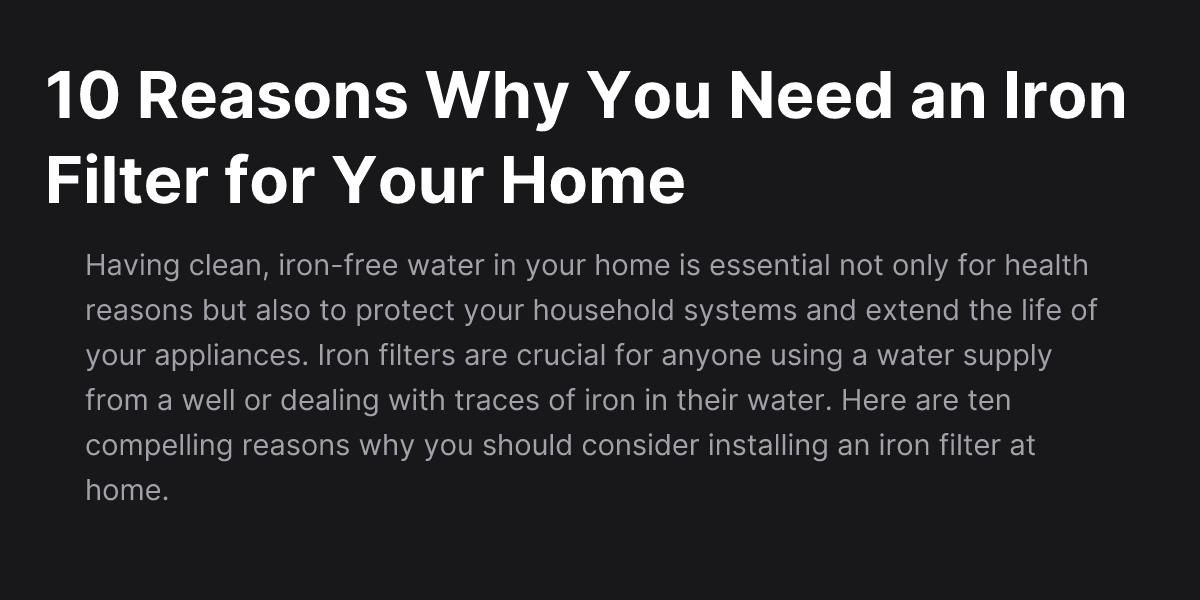 10 Reasons Why You Need an Iron
Filter for Your Home
Having clean, iron-free water in your home is essential not only for health
reasons but also to protect your household systems and extend the life of
your appliances. Iron filters are crucial for anyone using a water supply
from a well or dealing with traces of iron in their water. Here are ten
compelling reasons why you should consider installing an iron filter at
home.